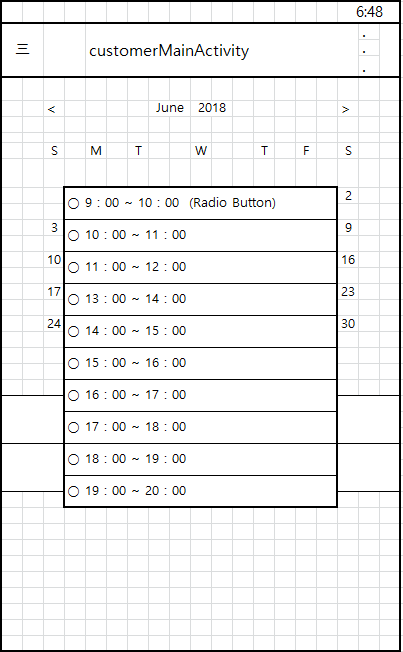 6:48
三 customerMainActivity
< June 2018 >
S M T W T F S
9 : 00 ~ 10 : 00 (Radio Button) 2
3 10 : 00 ~ 11 : 00 9
10 11 : 00 ~ 12 : 00 16
17 13 : 00 ~ 14 : 00 23
24 14 : 00 ~ 15 : 00 30
15 : 00 ~ 16 : 00
16 : 00 ~ 17 : 00
17 : 00 ~ 18 : 00
18 : 00 ~ 19 : 00
19 : 00 ~ 20 : 00